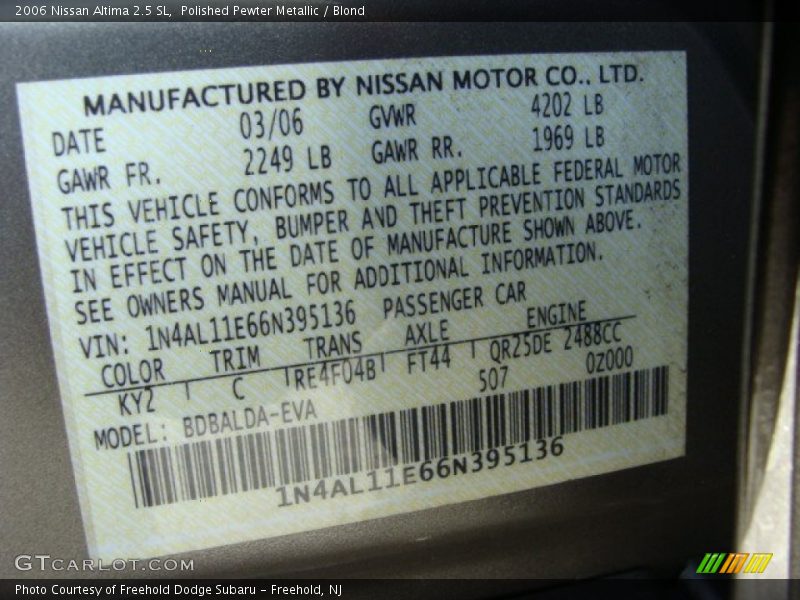 2006 Nissan Altima 2.5 SL, Polished Pewter Metallic / Blond
MANUFACTURED BY NISSAN MOTOR CO., LTD.
DATE 03/06 GVWR 4202 LB
GAWR FR. 2249 LB GAWR RR. 1969 LB
THIS VEHICLE CONFORMS TO ALL APPLICABLE FEDERAL MOTOR
VEHICLE SAFETY, BUMPER AND THEFT PREVENTION STANDARDS
IN EFFECT ON THE DATE OF MANUFACTURE SHOWN ABOVE.
SEE OWNERS MANUAL FOR ADDITIONAL INFORMATION.
VIN: 1N4AL11E66N395136 PASSENGER CAR
COLOR TRIM TRANS AXLE ENGINE
KY2 C RE4F04B FT44 QR25DE 2488CC
MODEL: BDBALDA-EVA S07 0Z000
1N4AL11E66N395136
GTCARLOT.COM
Photo Courtesy of Freehold Dodge Subaru - Freehold, NJ